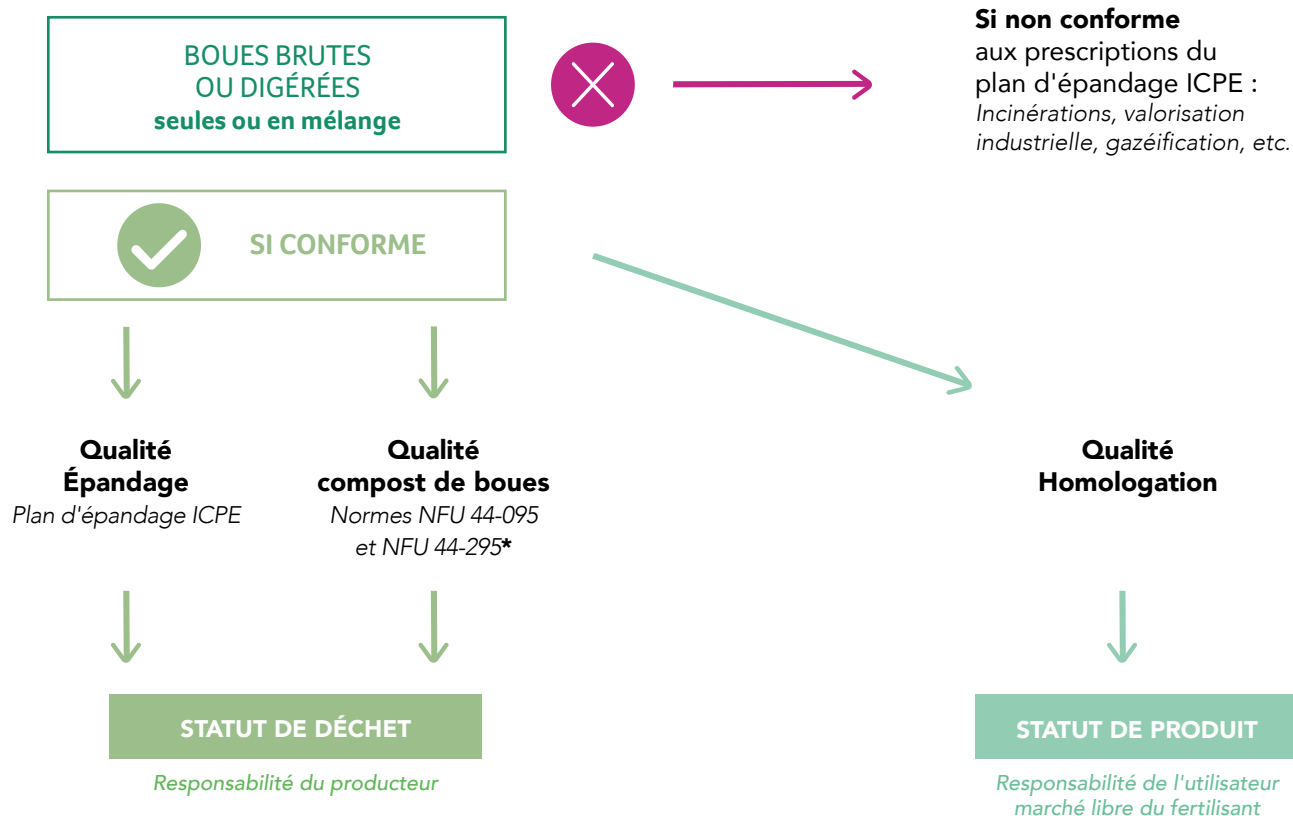 BOUES BRUTES
OU DIGÉRÉES
seules ou en mélange
Si non conforme
aux prescriptions du
plan d'épandage ICPE :
Incinérations, valorisation
industrielle, gazéification, etc.
SI CONFORME
Qualité
Épandage
Plan d'épandage ICPE
Qualité
compost de boues
Normes NFU 44-095
et NFU 44-295*
Qualité
Homologation
STATUT DE DÉCHET
Responsabilité du producteur
STATUT DE PRODUIT
Responsabilité de l'utilisateur
marché libre du fertilisant